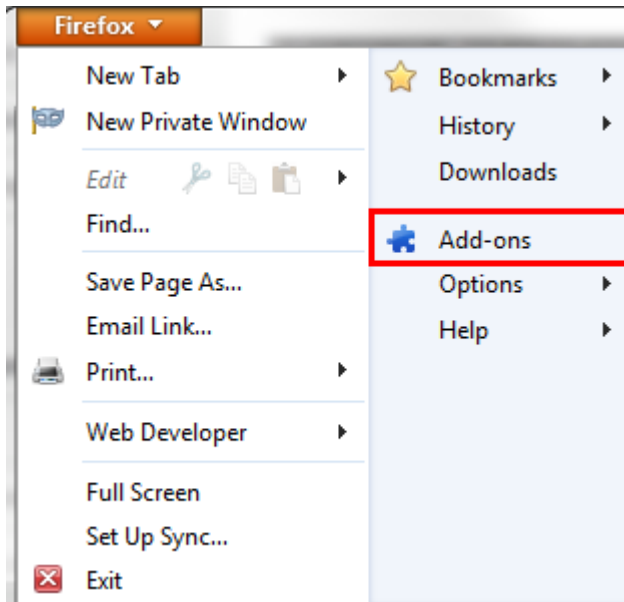 Firefox
New Tab
New Private Window
Edit
Find...
Save Page As...
Email Link...
Print...
Web Developer
Full Screen
Set Up Sync...
Exit
Bookmarks
History
Downloads
Add-ons
Options
Help